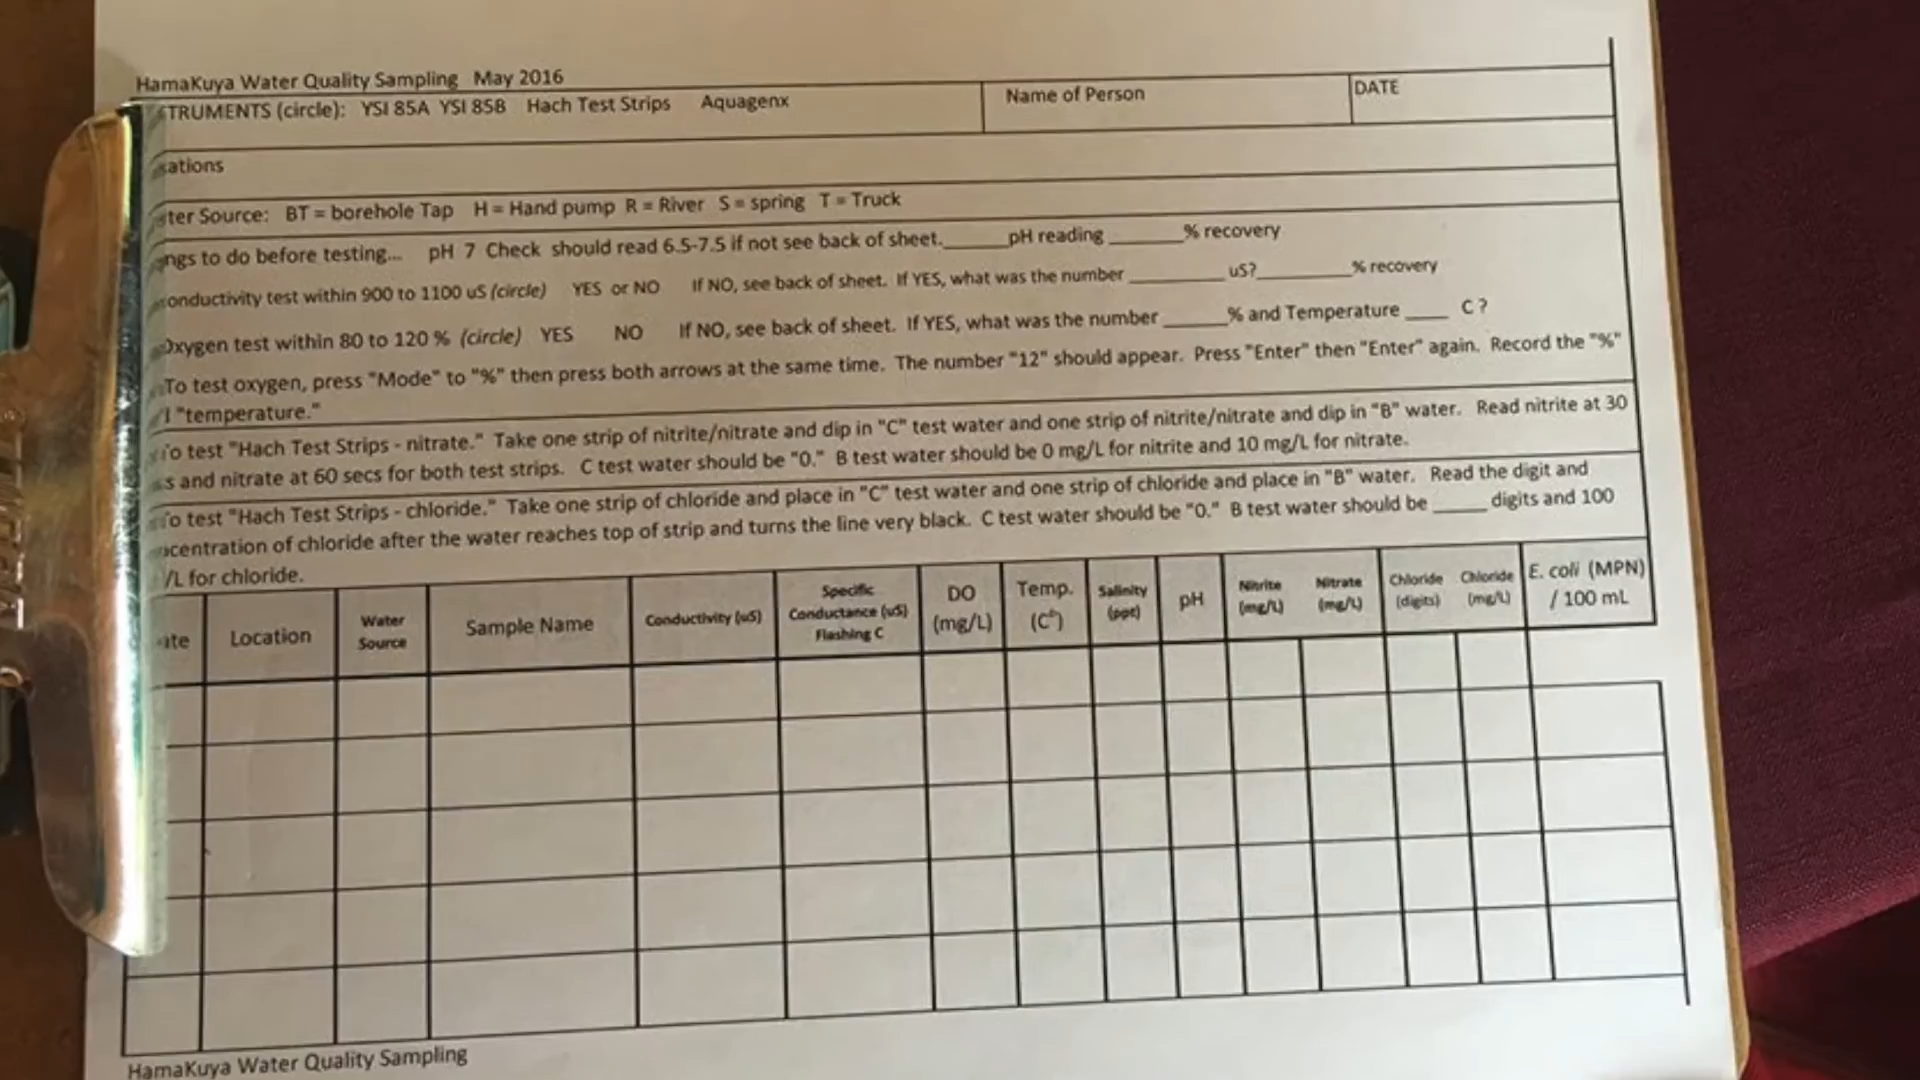 HamaKuya Water Quality Sampling May 2016
TRUMENTS (circle): YSI 85A YSI 85B Hach Test Strips Aquagenx
Name of Person
DATE
ations
ter Source: BT = borehole Tap H = Hand pump R = River S = spring T = Truck
ngs to do before testing... pH 7 Check should read 6.5-7.5 if not see back of sheet.______pH reading _______% recovery
onductivity test within 900 to 1100 uS (circle) YES or NO If NO, see back of sheet. If YES, what was the number _________ uS?_________% recovery
Oxygen test within 80 to 120 % (circle) YES NO If NO, see back of sheet. If YES, what was the number ______% and Temperature ____ C ?
To test oxygen, press "Mode" to "%" then press both arrows at the same time. The number "12" should appear. Press "Enter" then "Enter" again. Record the "%"
"temperature."
To test "Hach Test Strips - nitrate." Take one strip of nitrite/nitrate and dip in "C" test water and one strip of nitrite/nitrate and dip in "B" water. Read nitrite at 30
s and nitrate at 60 secs for both test strips. C test water should be "0." B test water should be 0 mg/L for nitrite and 10 mg/L for nitrate.
To test "Hach Test Strips - chloride." Take one strip of chloride and place in "C" test water and one strip of chloride and place in "B" water. Read the digit and
centration of chloride after the water reaches top of strip and turns the line very black. C test water should be "0." B test water should be _____ digits and 100
/L for chloride.
ate
Location
Water
Source
Sample Name
Conductivity (uS)
Specific
Conductance (uS)
Flashing C
DO
(mg/L)
Temp.
(C°)
Salinity
(ppt)
pH
Nitrite
(mg/L)
Nitrate
(mg/L)
Chloride
(digits)
Chloride
(mg/L)
E. coli (MPN)
/ 100 mL
HamaKuya Water Quality Sampling